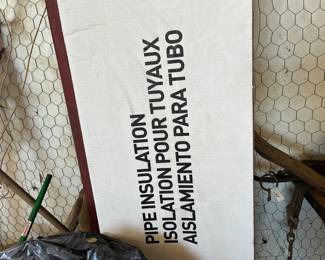 PIPE INSULATION
ISOLATION POUR TUYAUX
AISLAMIENTO PARA TUBO